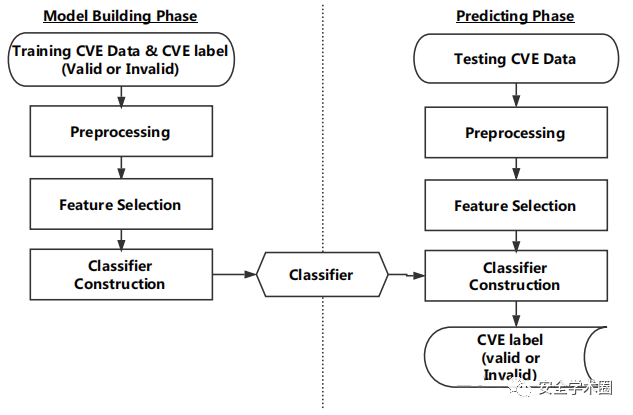 Model Building Phase
Training CVE Data & CVE label
(Valid or Invalid)
Preprocessing
Feature Selection
Classifier
Construction
Classifier
Predicting Phase
Testing CVE Data
Preprocessing
Feature Selection
Classifier
Construction
CVE label
(valid or
Invalid)
安全学术圈